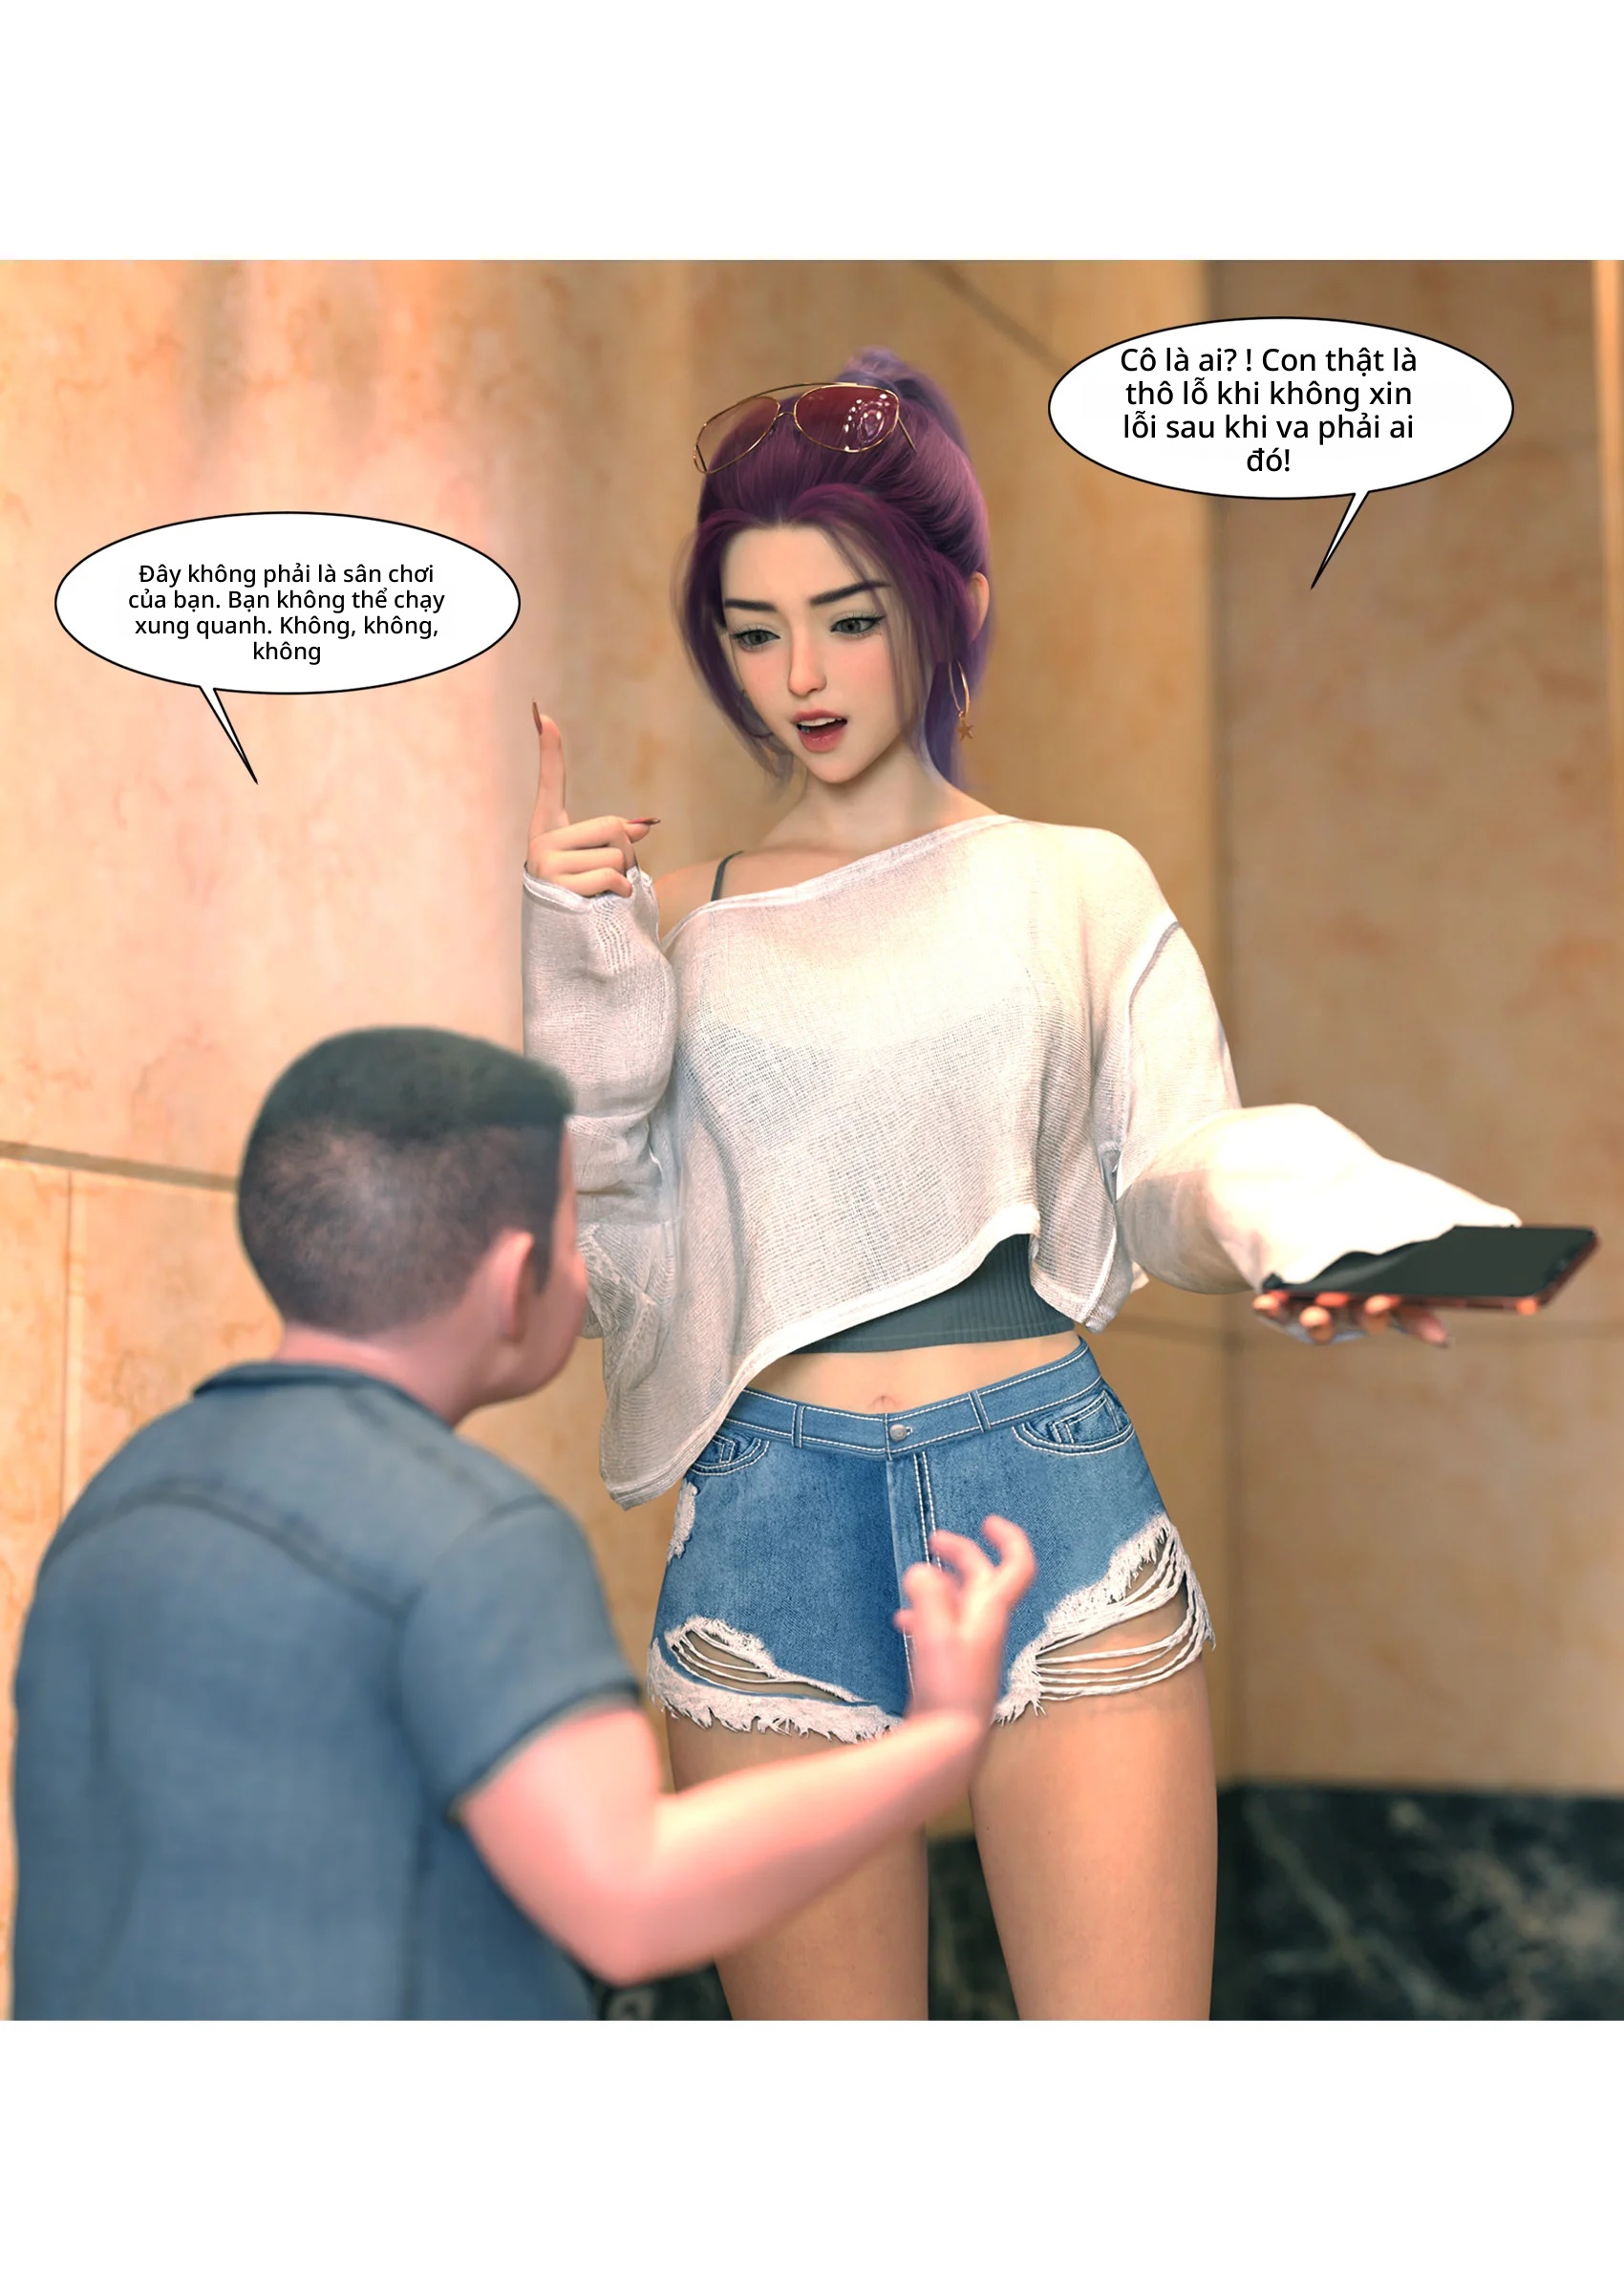 Cô là ai? ! Con thật là
thô lỗ khi không xin
lỗi sau khi va phải ai
đó!
Đây không phải là sân chơi
của bạn. Bạn không thể chạy
xung quanh. Không, không,
không